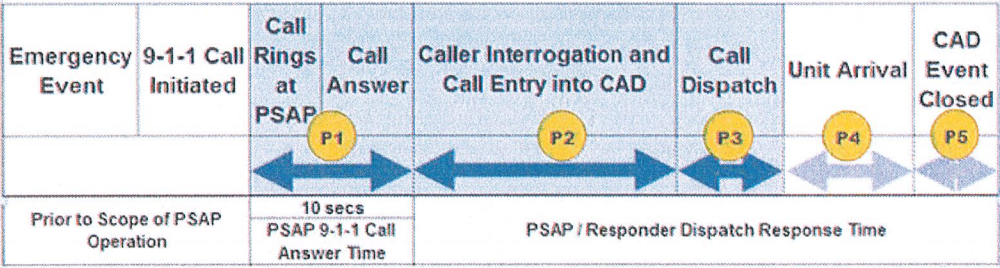 Emergency
Event
9-1-1 Call
Initiated
Call
Rings
at
PSAP
Call
Answer
Caller Interrogation and
Call Entry into CAD
Call
Dispatch
Unit Arrival
CAD
Event
Closed
P1
P2
P3
P4
P5
Prior to Scope of PSAP
Operation
10 secs
PSAP 9-1-1 Call
Answer Time
PSAP / Responder Dispatch Response Time